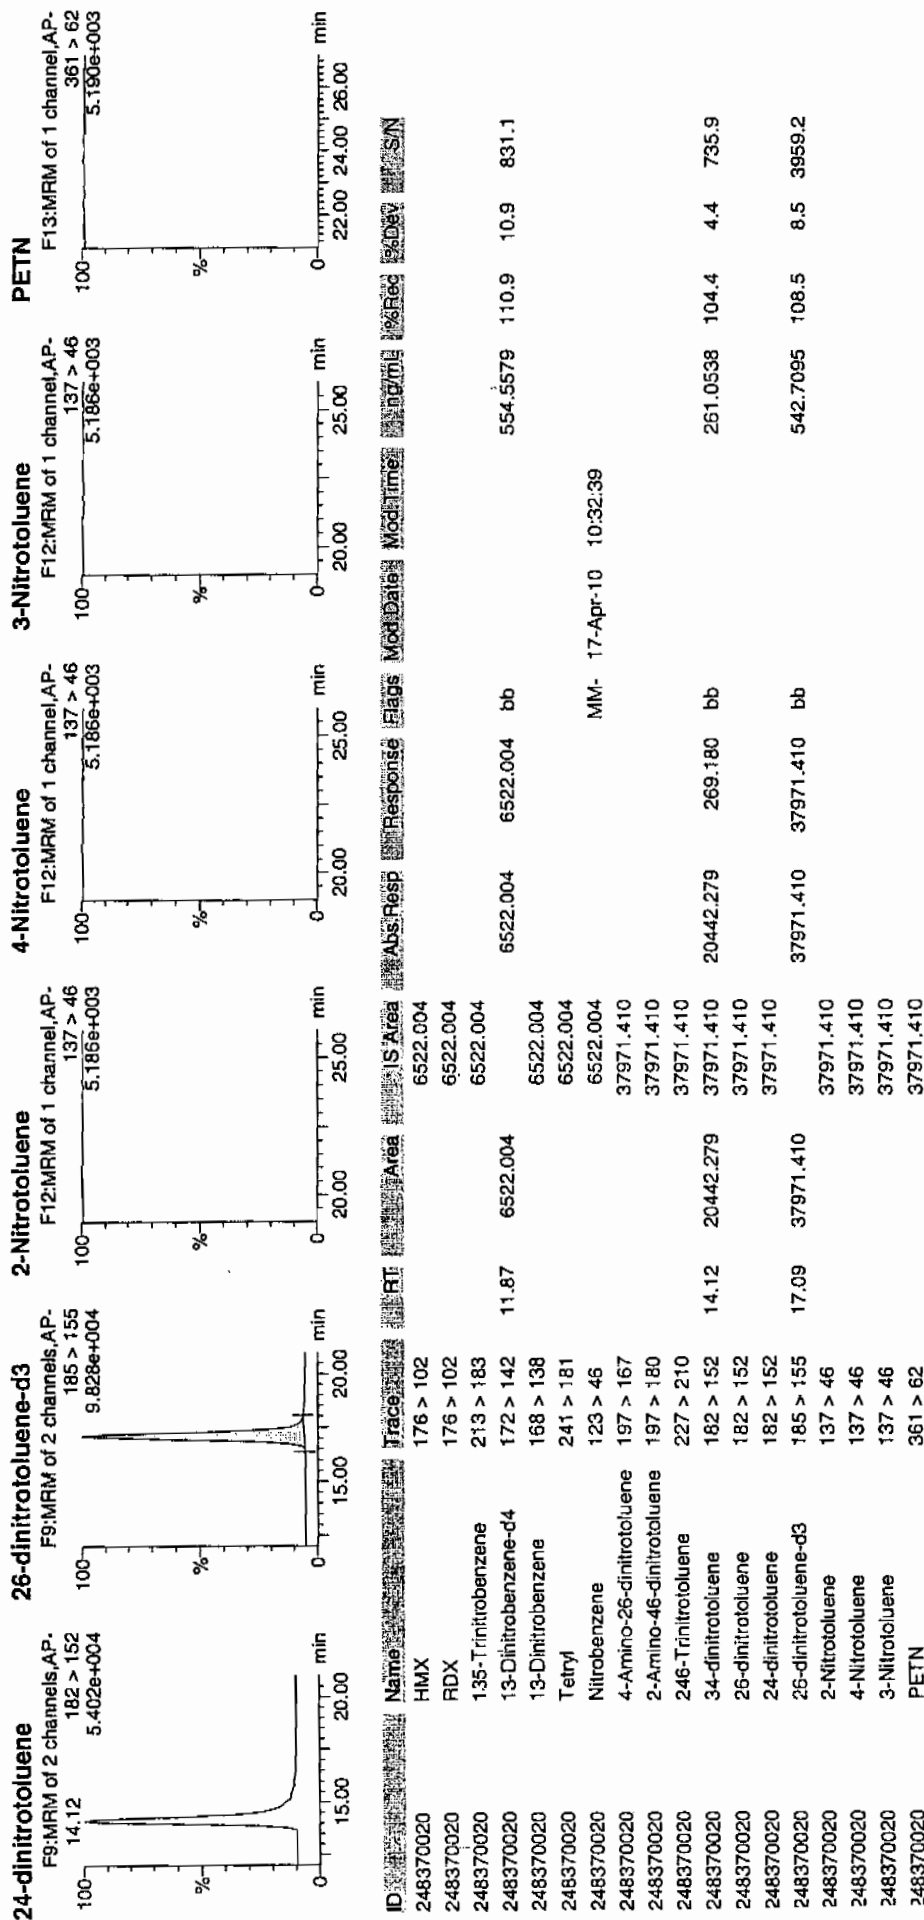 24-dinitrotoluene
F9:MRM of 2 channels,AP-
14.12 182 > 152
5.402e+004
100
%
0
15.00 20.00 min
26-dinitrotoluene-d3
F9:MRM of 2 channels,AP-
185 > 155
9.828e+004
100
%
0
15.00 20.00 min
2-Nitrotoluene
F12:MRM of 1 channel,AP-
137 > 46
5.186e+003
100
%
0
20.00 25.00 min
4-Nitrotoluene
F12:MRM of 1 channel,AP-
137 > 46
5.186e+003
100
%
0
20.00 25.00 min
3-Nitrotoluene
F12:MRM of 1 channel,AP-
137 > 46
5.186e+003
100
%
0
20.00 25.00 min
PETN
F13:MRM of 1 channel,AP-
361 > 62
5.190e+003
100
%
0
22.00 24.00 26.00 min
ID Name Trace RT Area IS Area Abs.Resp Response Flags Mod.Date Mod.Time ng/mL %Rec %Dev S/N
248370020 HMX 176 > 102 6522.004
248370020 RDX 176 > 102 6522.004
248370020 135-Trinitrobenzene 213 > 183 6522.004
248370020 13-Dinitrobenzene-d4 172 > 142 11.87 6522.004 6522.004 6522.004 bb 554.5579 110.9 10.9 831.1
248370020 13-Dinitrobenzene 168 > 138 6522.004
248370020 Tetryl 241 > 181 6522.004
248370020 Nitrobenzene 123 > 46 6522.004 MM- 17-Apr-10 10:32:39
248370020 4-Amino-26-dinitrotoluene 197 > 167 37971.410
248370020 2-Amino-46-dinitrotoluene 197 > 180 37971.410
248370020 246-Trinitrotoluene 227 > 210 37971.410
248370020 34-dinitrotoluene 182 > 152 14.12 20442.279 37971.410 20442.279 269.180 bb 261.0538 104.4 4.4 735.9
248370020 26-dinitrotoluene 182 > 152 37971.410
248370020 24-dinitrotoluene 182 > 152 37971.410
248370020 26-dinitrotoluene-d3 185 > 155 17.09 37971.410 37971.410 37971.410 bb 542.7095 108.5 8.5 3959.2
248370020 2-Nitrotoluene 137 > 46 37971.410
248370020 4-Nitrotoluene 137 > 46 37971.410
248370020 3-Nitrotoluene 137 > 46 37971.410
248370020 PETN 361 > 62 37971.410